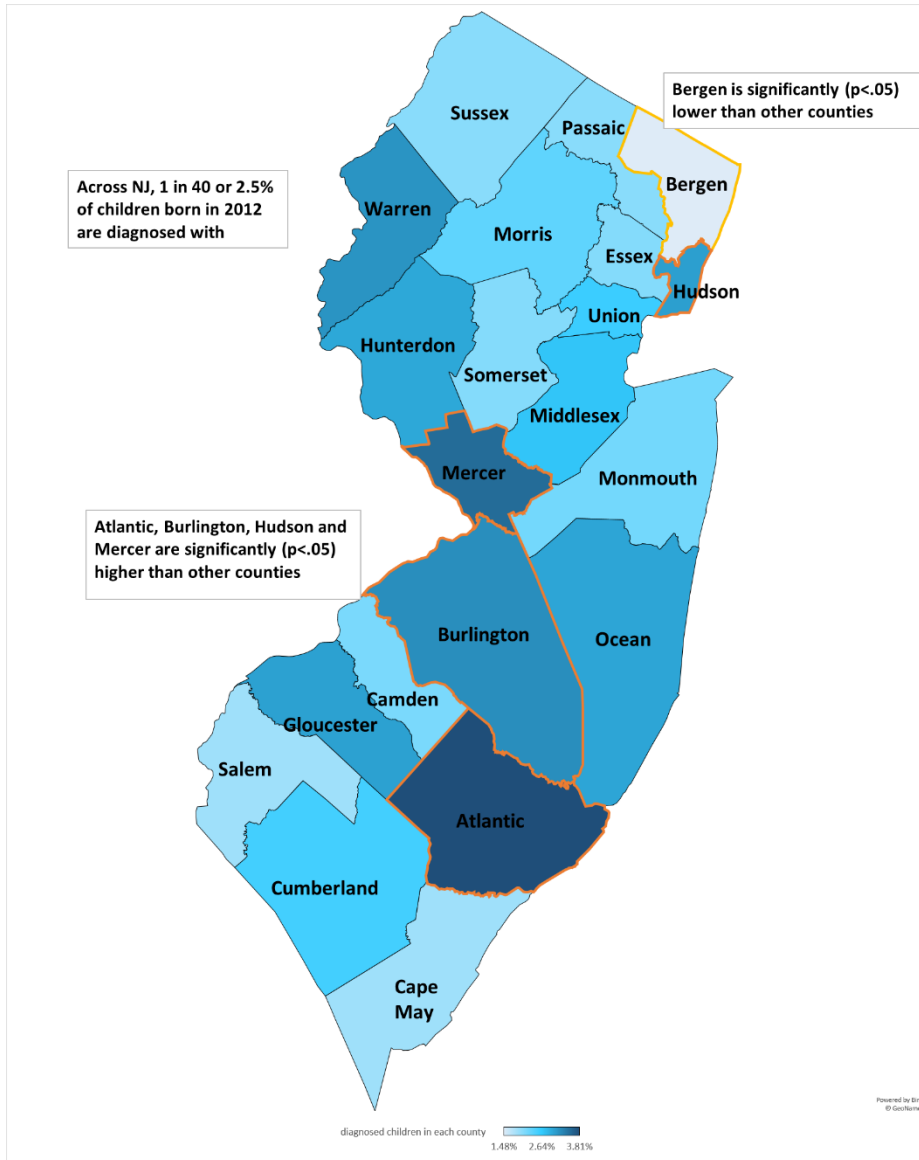 Bergen is significantly (p<.05)
lower than other counties
Sussex
Passaic
Bergen
Across NJ, 1 in 40 or 2.5%
of children born in 2012
are diagnosed with
Warren
Morris
Essex
Hudson
Union
Hunterdon
Somerset
Middlesex
Mercer
Monmouth
Atlantic, Burlington, Hudson and
Mercer are significantly (p<.05)
higher than other counties
Burlington
Ocean
Camden
Gloucester
Salem
Atlantic
Cumberland
Cape
May
Powered by
©
diagnosed children in each county
1.48% 2.64% 3.81%